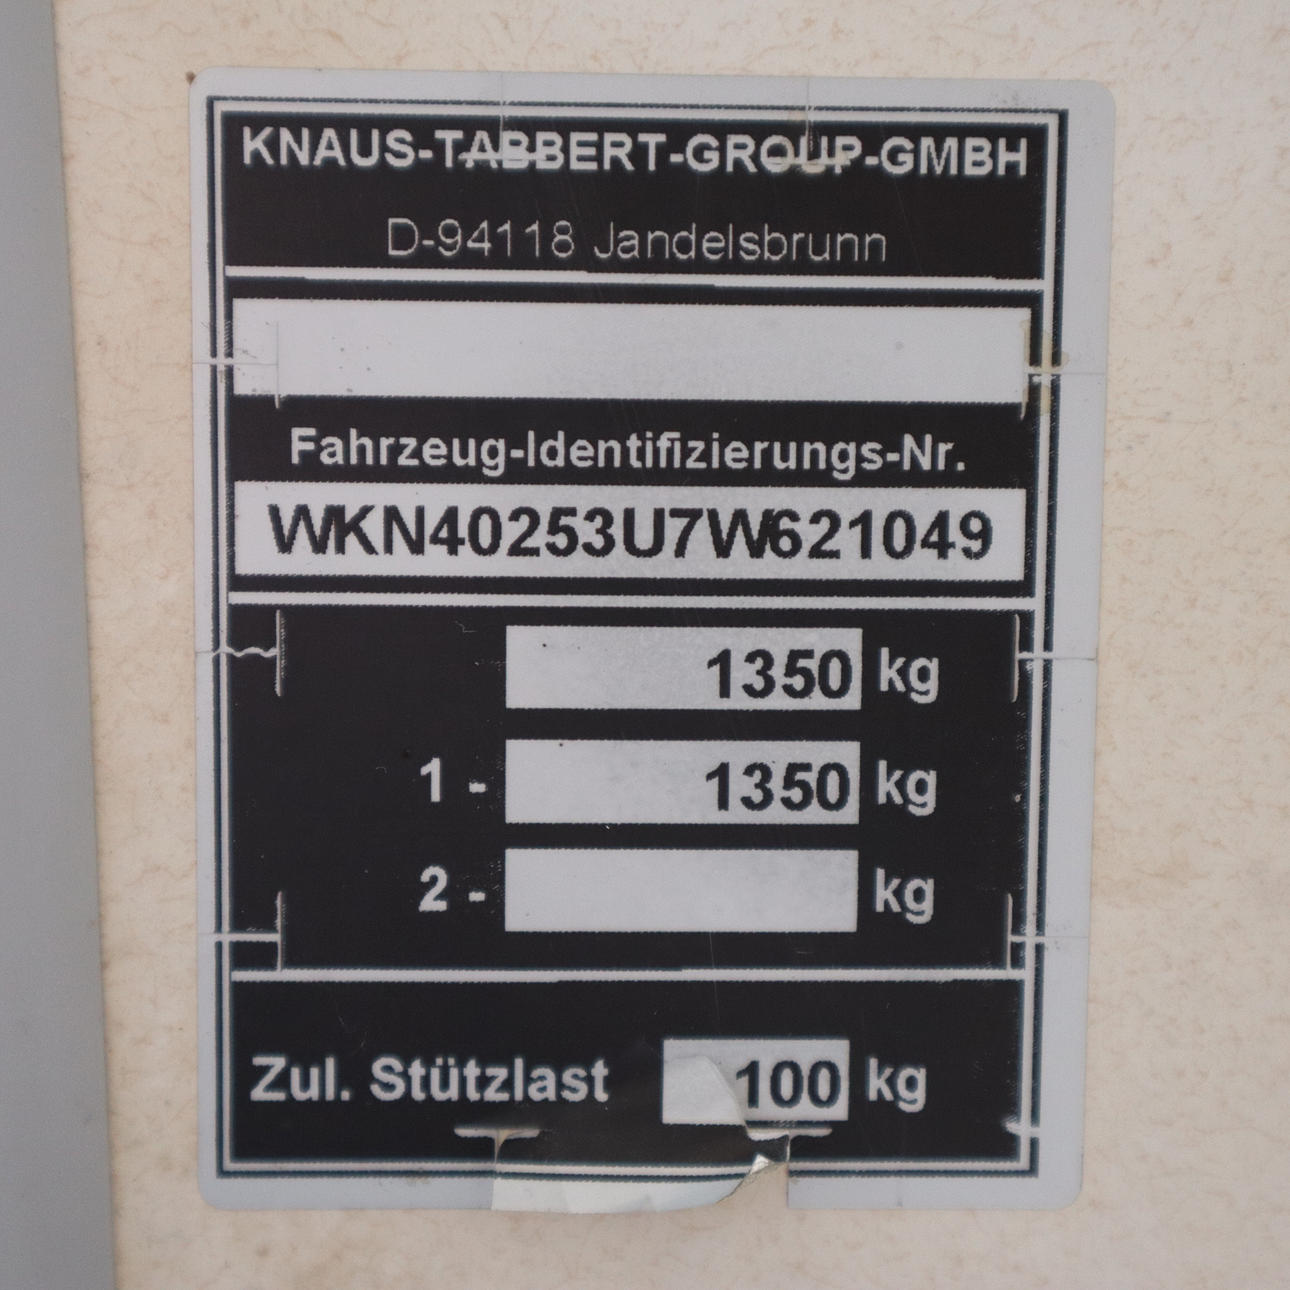 KNAUS-TABBERT-GROUP-GMBH
D-94118 Jandelsbrunn
Fahrzeug-Identifizierungs-Nr.
WKN40253U7W621049
1350 kg
1 - 1350 kg
2 - kg
Zul. Stützlast 100 kg